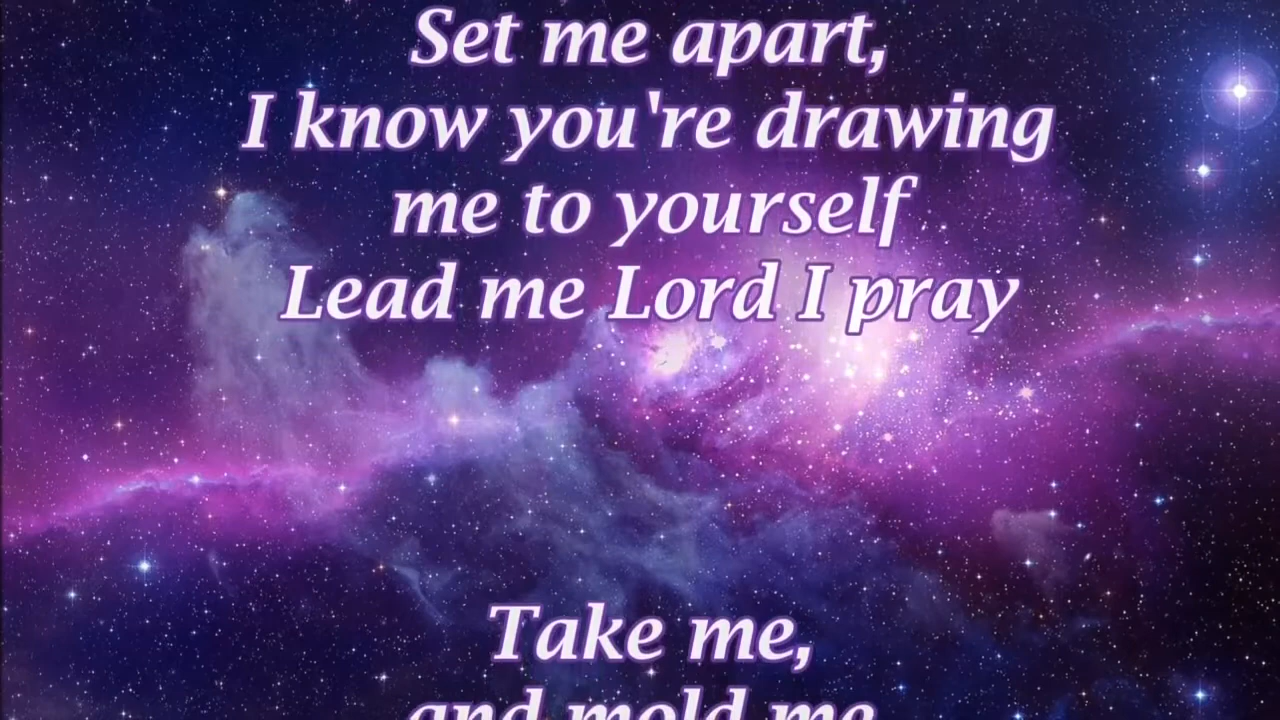 Set me apart,
I know you're drawing
me to yourself
Lead me Lord I pray
Take me,
and mold me